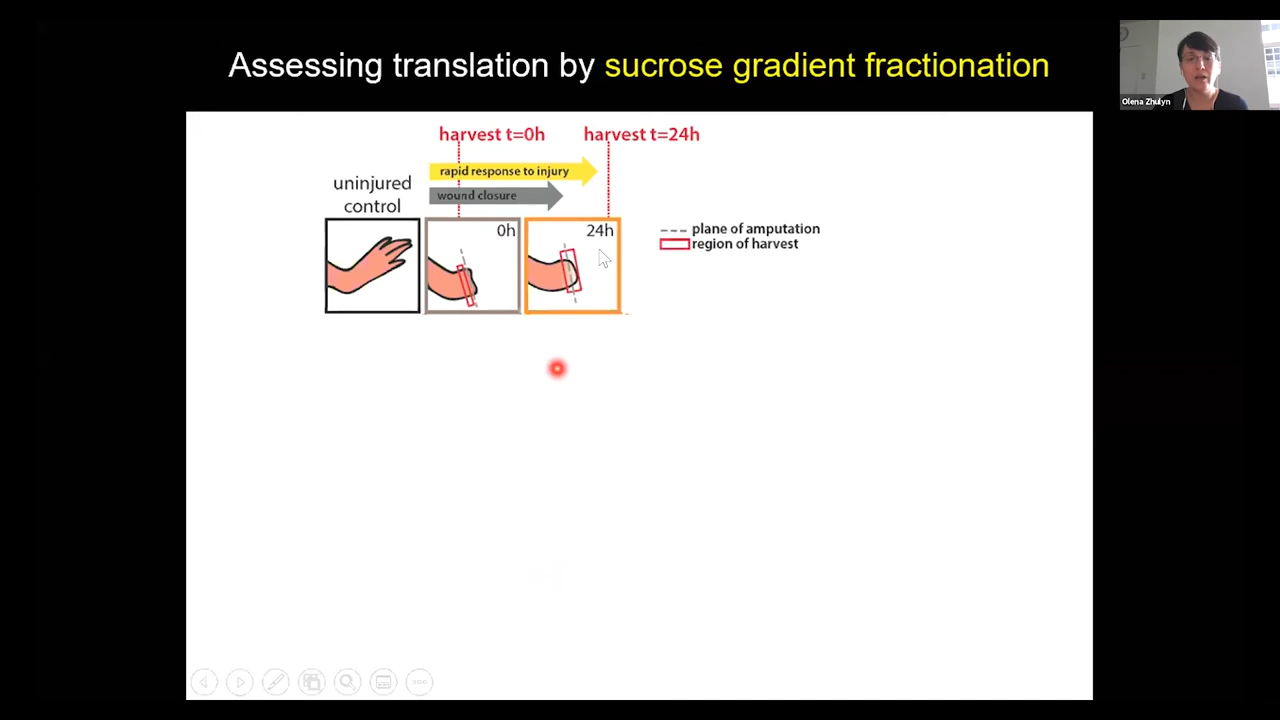 Assessing translation by sucrose gradient fractionation
Olena Zhulyn
harvest t=0h
harvest t=24h
rapid response to injury
wound closure
uninjured
control
0h
24h
plane of amputation
region of harvest